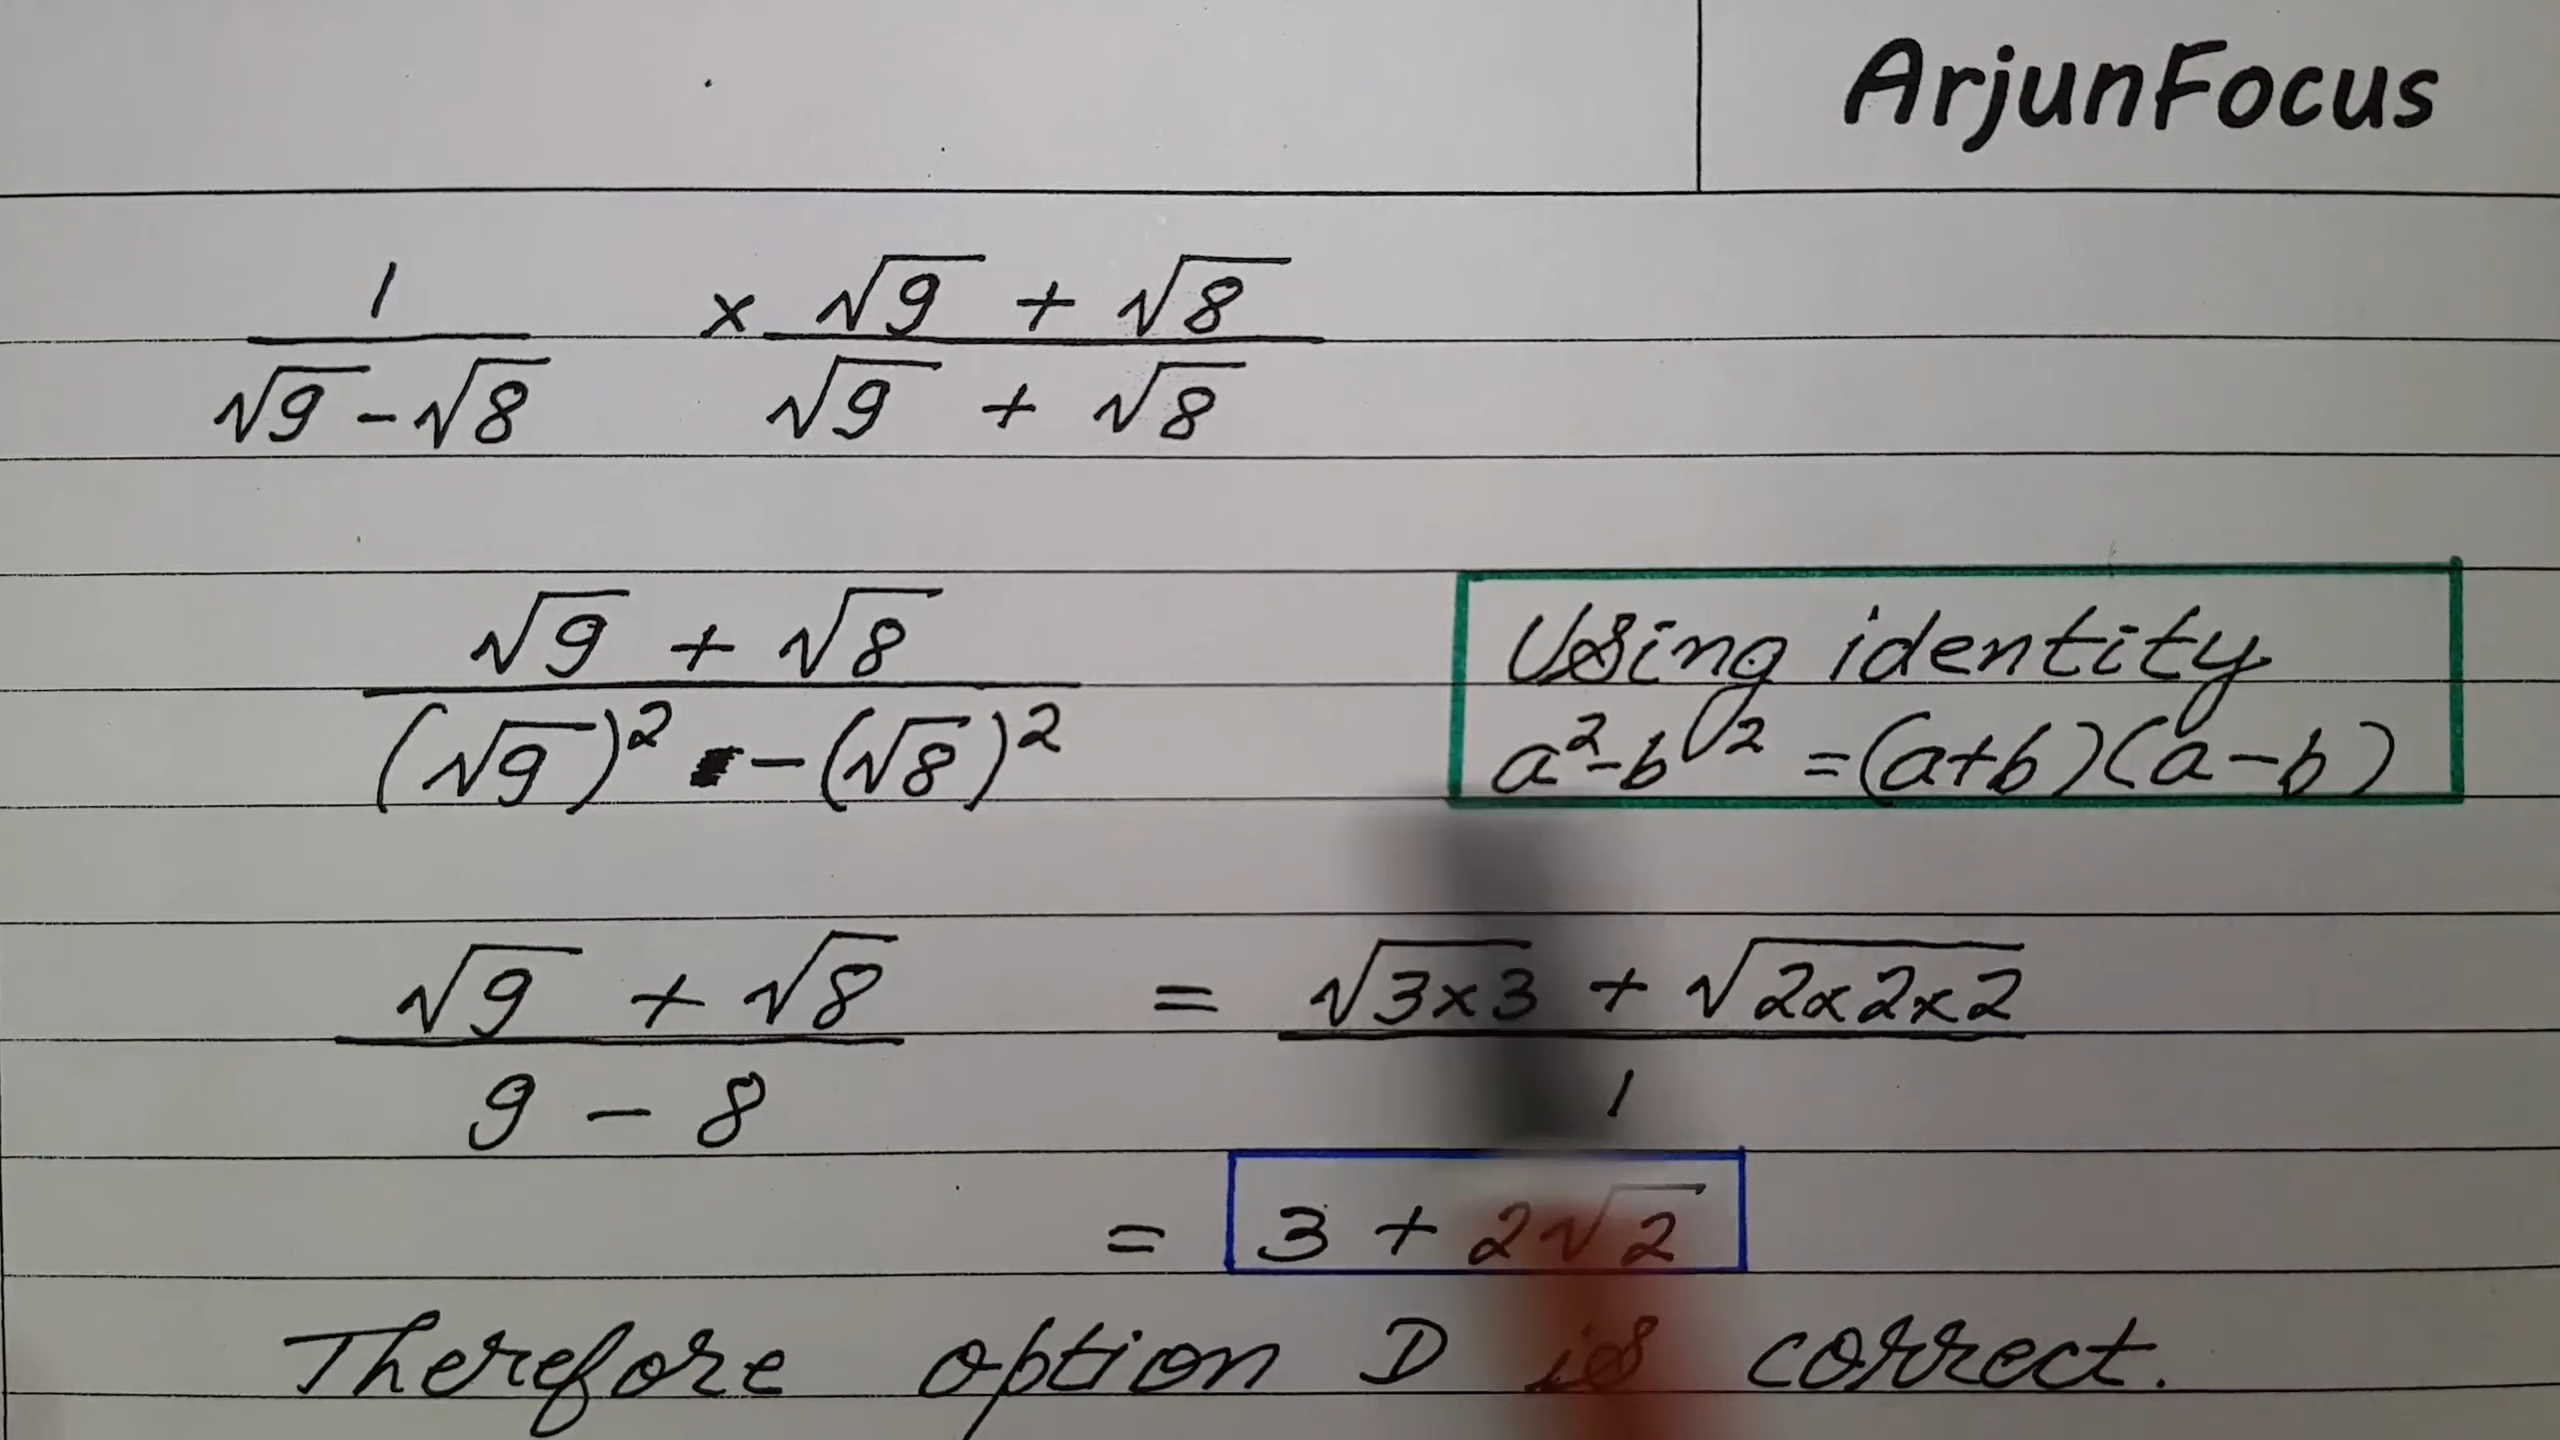 ArjunFocus
1/(√9 - √8) × (√9 + √8)/(√9 + √8)
(√9 + √8)/((√9)² - (√8)²)
Using identity
a² - b² = (a+b)(a-b)
(√9 + √8)/(9 - 8) = (√(3×3) + √(2×2×2))/1
= 3 + 2√2
Therefore option D is correct.